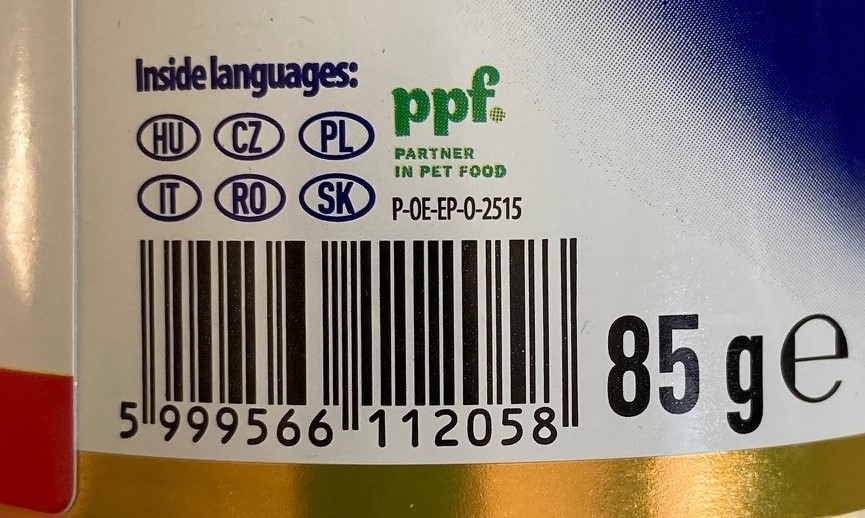 Inside languages:
HU CZ PL
IT RO SK
ppf.
PARTNER
IN PET FOOD
P-OE-EP-O-2515
5 999566 112058
85 g e